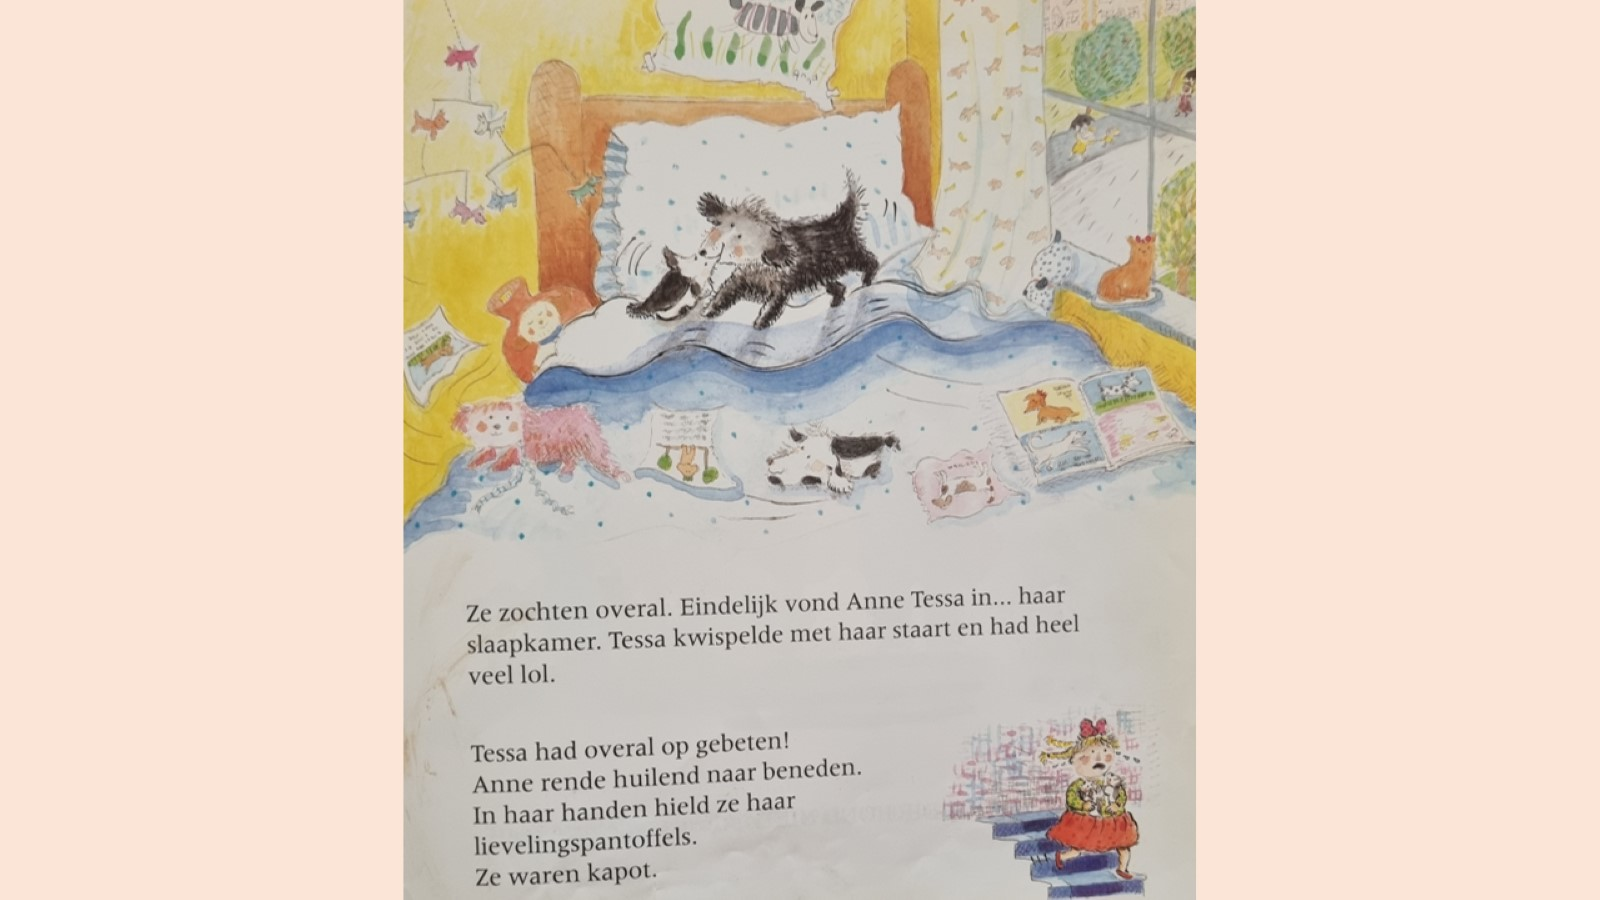 Ze zochten overal. Eindelijk vond Anne Tessa in... haar
slaapkamer. Tessa kwispelde met haar staart en had heel
veel lol.
Tessa had overal op gebeten!
Anne rende huilend naar beneden.
In haar handen hield ze haar
lievelingspantoffels.
Ze waren kapot.